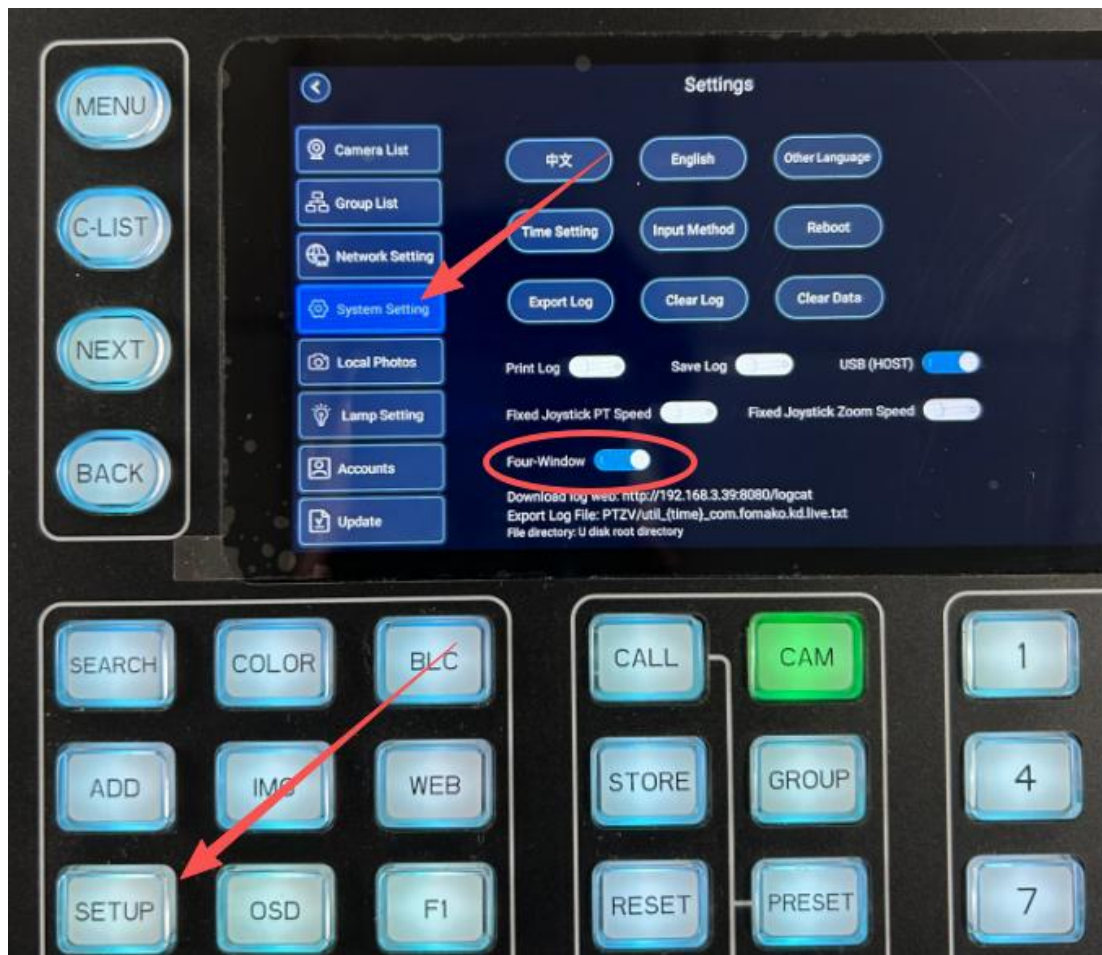 MENU
C-LIST
NEXT
BACK
Settings
Camera List
Group List
Network Setting
System Setting
Local Photos
Lamp Setting
Accounts
Update
中文
English
Other Language
Time Setting
Input Method
Reboot
Export Log
Clear Log
Clear Data
Print Log
Save Log
USB (HOST)
Fixed Joystick PT Speed
Fixed Joystick Zoom Speed
Four-Window
Download log web: http://192.168.3.39:8080/logcat
Export Log File: PTZV/util_{time}_com.fomako.kd.live.txt
File directory: U disk root directory
SEARCH
COLOR
BLC
ADD
IMG
WEB
SETUP
OSD
F1
CALL
CAM
STORE
GROUP
RESET
PRESET
1
4
7